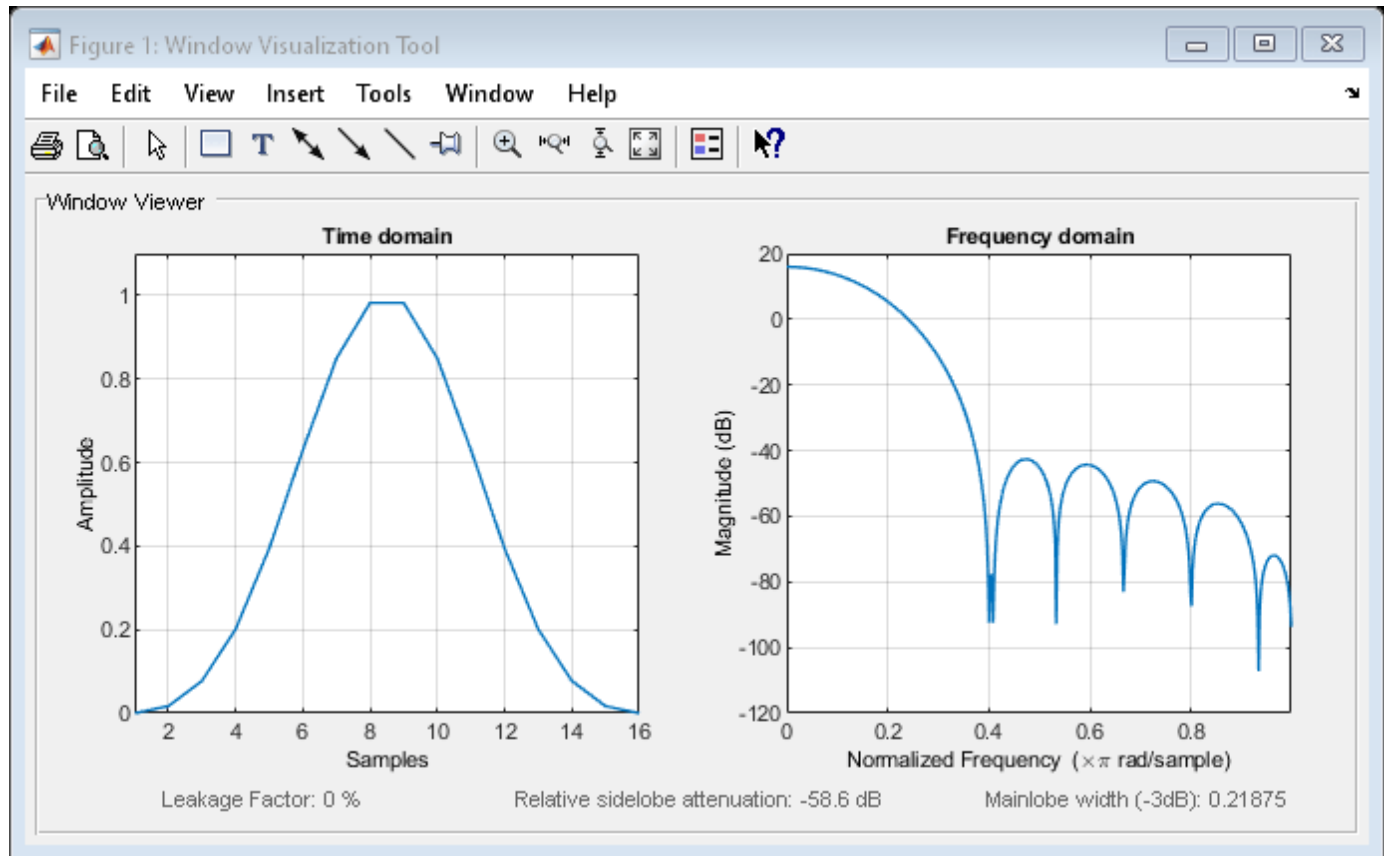 Figure 1: Window Visualization Tool
File Edit View Insert Tools Window Help
T
Window Viewer
Time domain
1
0.8
0.6
0.4
0.2
0
2 4 6 8 10 12 14 16
Amplitude
Samples
Frequency domain
20
0
-20
-40
-60
-80
-100
-120
0 0.2 0.4 0.6 0.8
Magnitude (dB)
Normalized Frequency (×π rad/sample)
Leakage Factor: 0 %
Relative sidelobe attenuation: -58.6 dB
Mainlobe width (-3dB): 0.21875